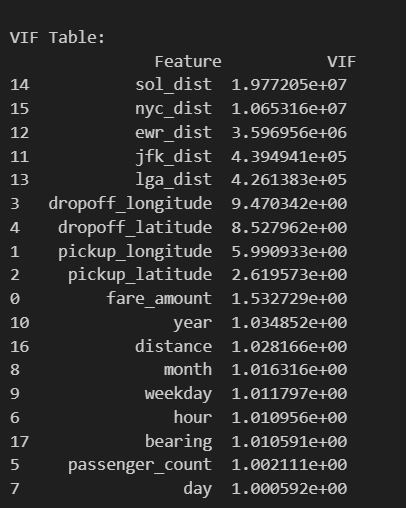 VIF Table:
Feature VIF
14 sol_dist 1.977205e+07
15 nyc_dist 1.065316e+07
12 ewr_dist 3.596956e+06
11 jfk_dist 4.394941e+05
13 lga_dist 4.261383e+05
3 dropoff_longitude 9.470342e+00
4 dropoff_latitude 8.527962e+00
1 pickup_longitude 5.990933e+00
2 pickup_latitude 2.619573e+00
0 fare_amount 1.532729e+00
10 year 1.034852e+00
16 distance 1.028166e+00
8 month 1.016316e+00
9 weekday 1.011797e+00
6 hour 1.010956e+00
17 bearing 1.010591e+00
5 passenger_count 1.002111e+00
7 day 1.000592e+00